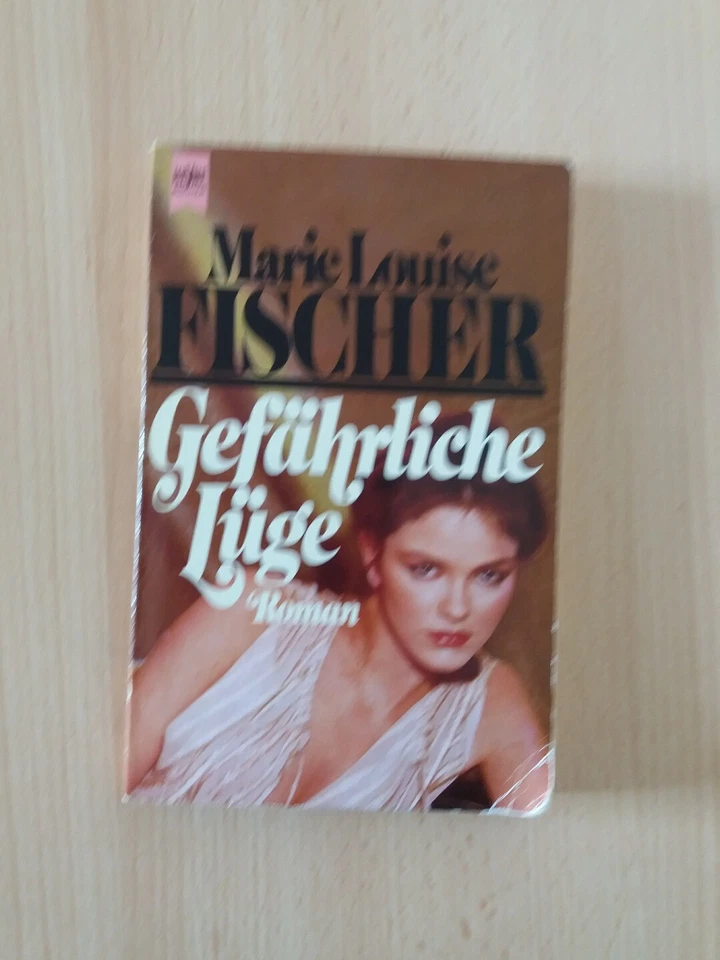 Marie Louise
FISCHER
Gefährliche
Lüge
Roman